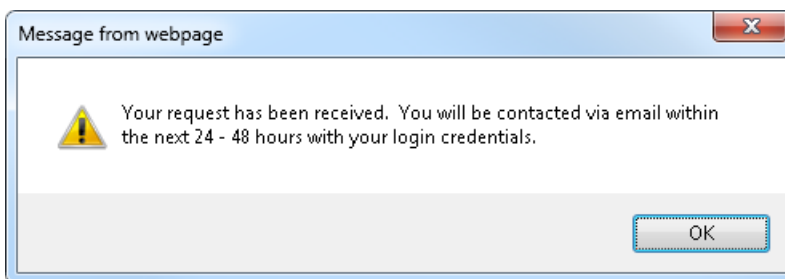 Message from webpage
Your request has been received.  You will be contacted via email within
the next 24 - 48 hours with your login credentials.
OK